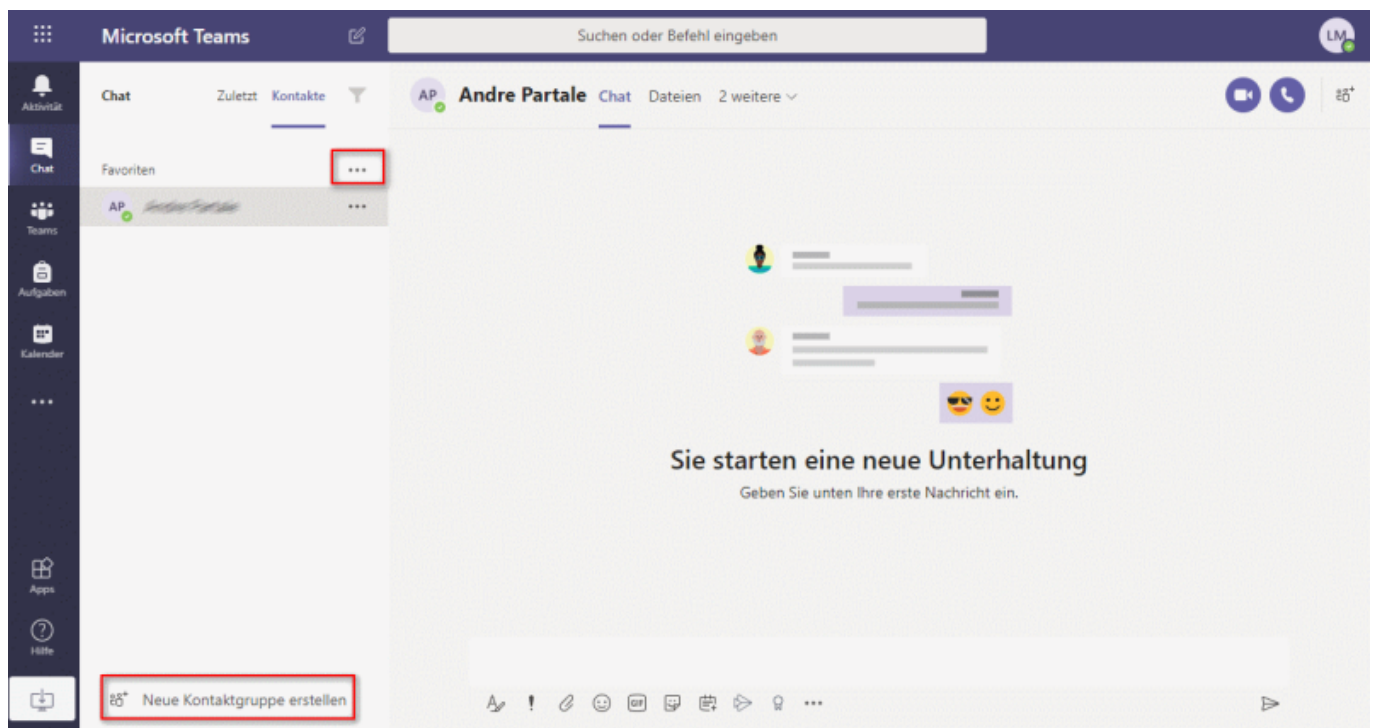 Microsoft Teams
Suchen oder Befehl eingeben
LM
Aktivität
Chat
Teams
Aufgaben
Kalender
Apps
Hilfe
Chat Zuletzt Kontakte
Favoriten
AP
Neue Kontaktgruppe erstellen
AP Andre Partale Chat Dateien 2 weitere
Sie starten eine neue Unterhaltung
Geben Sie unten Ihre erste Nachricht ein.
GIF